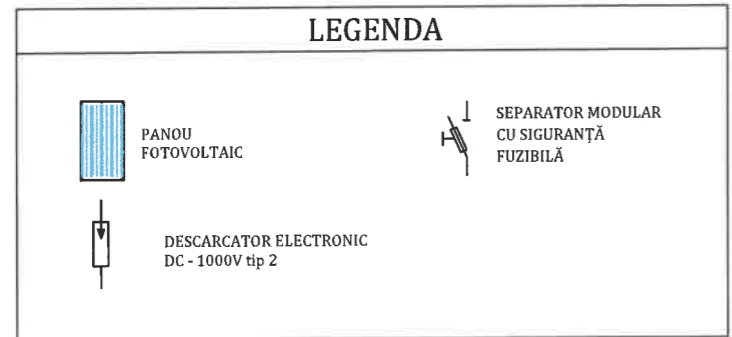 LEGENDA
PANOU
FOTOVOLTAIC
SEPARATOR MODULAR
CU SIGURANȚĂ
FUZIBILĂ
DESCARCATOR ELECTRONIC
DC - 1000V tip 2